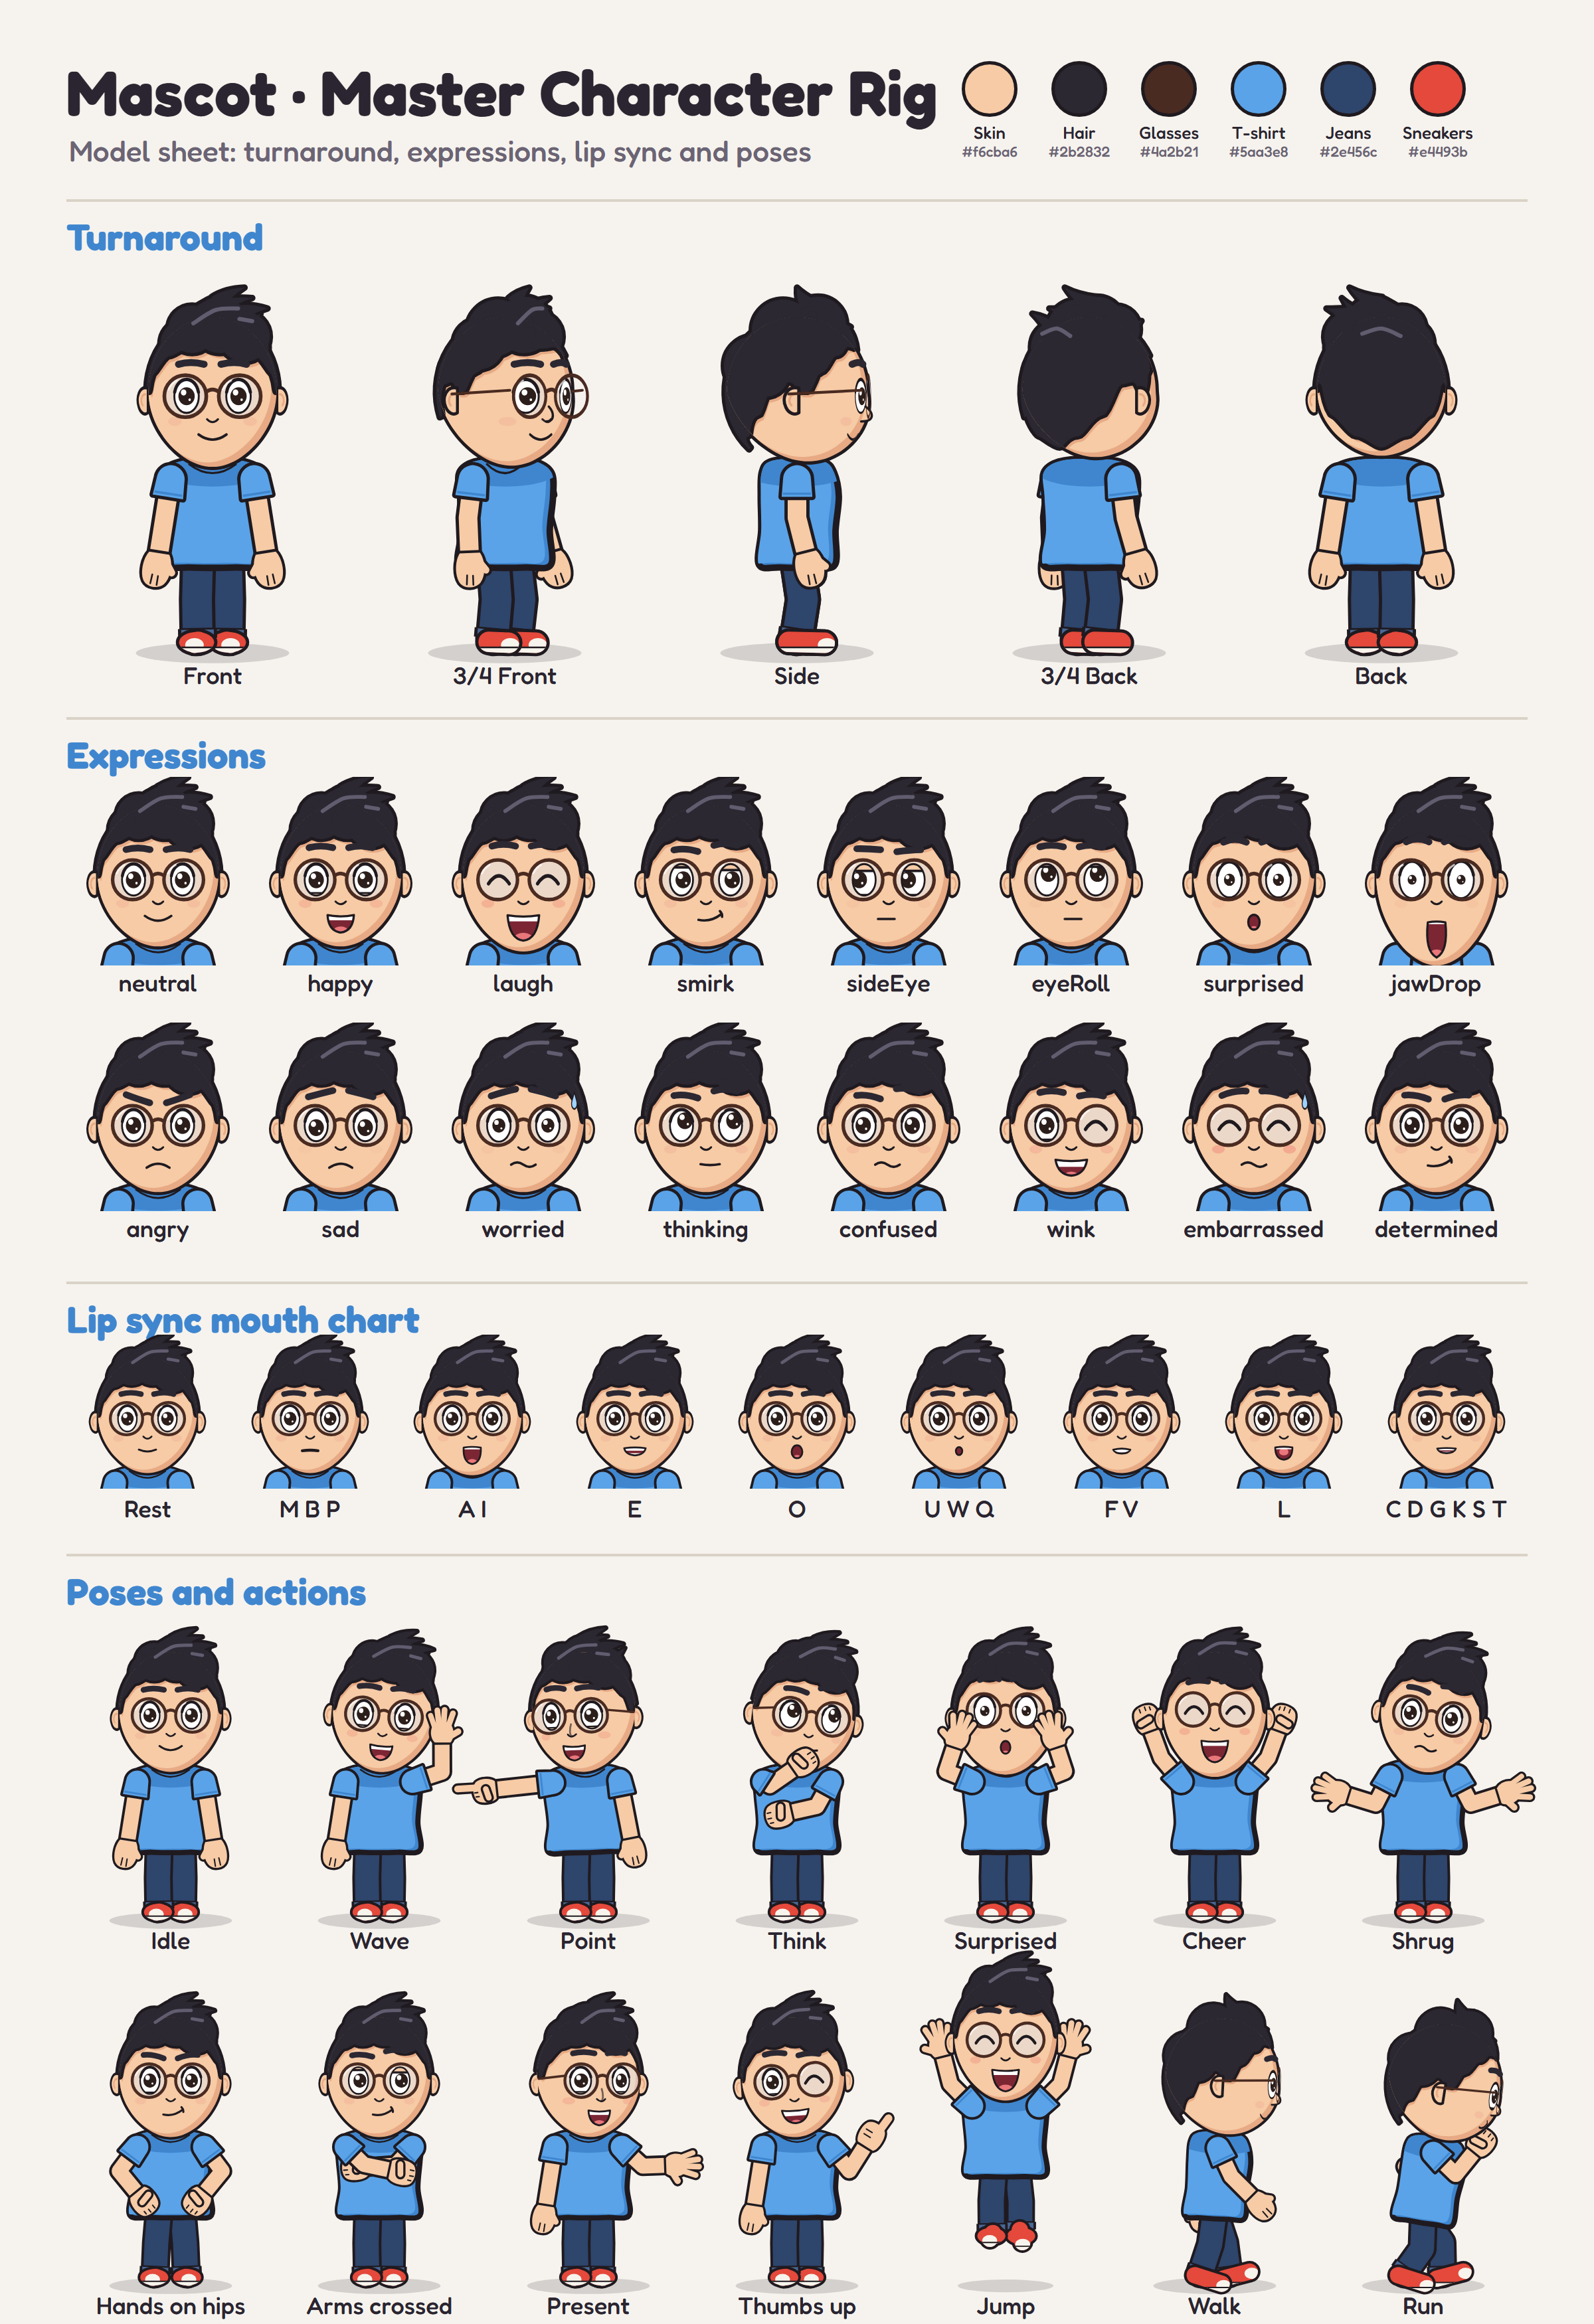 Mascot · Master Character Rig
Model sheet: turnaround, expressions, lip sync and poses
Skin Hair Glasses T-shirt Jeans Sneakers
#f6cba6 #2b2832 #4a2b21 #5aa3e8 #2e456c #e4493b
Turnaround
Front 3/4 Front Side 3/4 Back Back
Expressions
neutral happy laugh smirk sideEye eyeRoll surprised jawDrop
angry sad worried thinking confused wink embarrassed determined
Lip sync mouth chart
Rest M B P A I E O U W Q F V L C D G K S T
Poses and actions
Idle Wave Point Think Surprised Cheer Shrug
Hands on hips Arms crossed Present Thumbs up Jump Walk Run